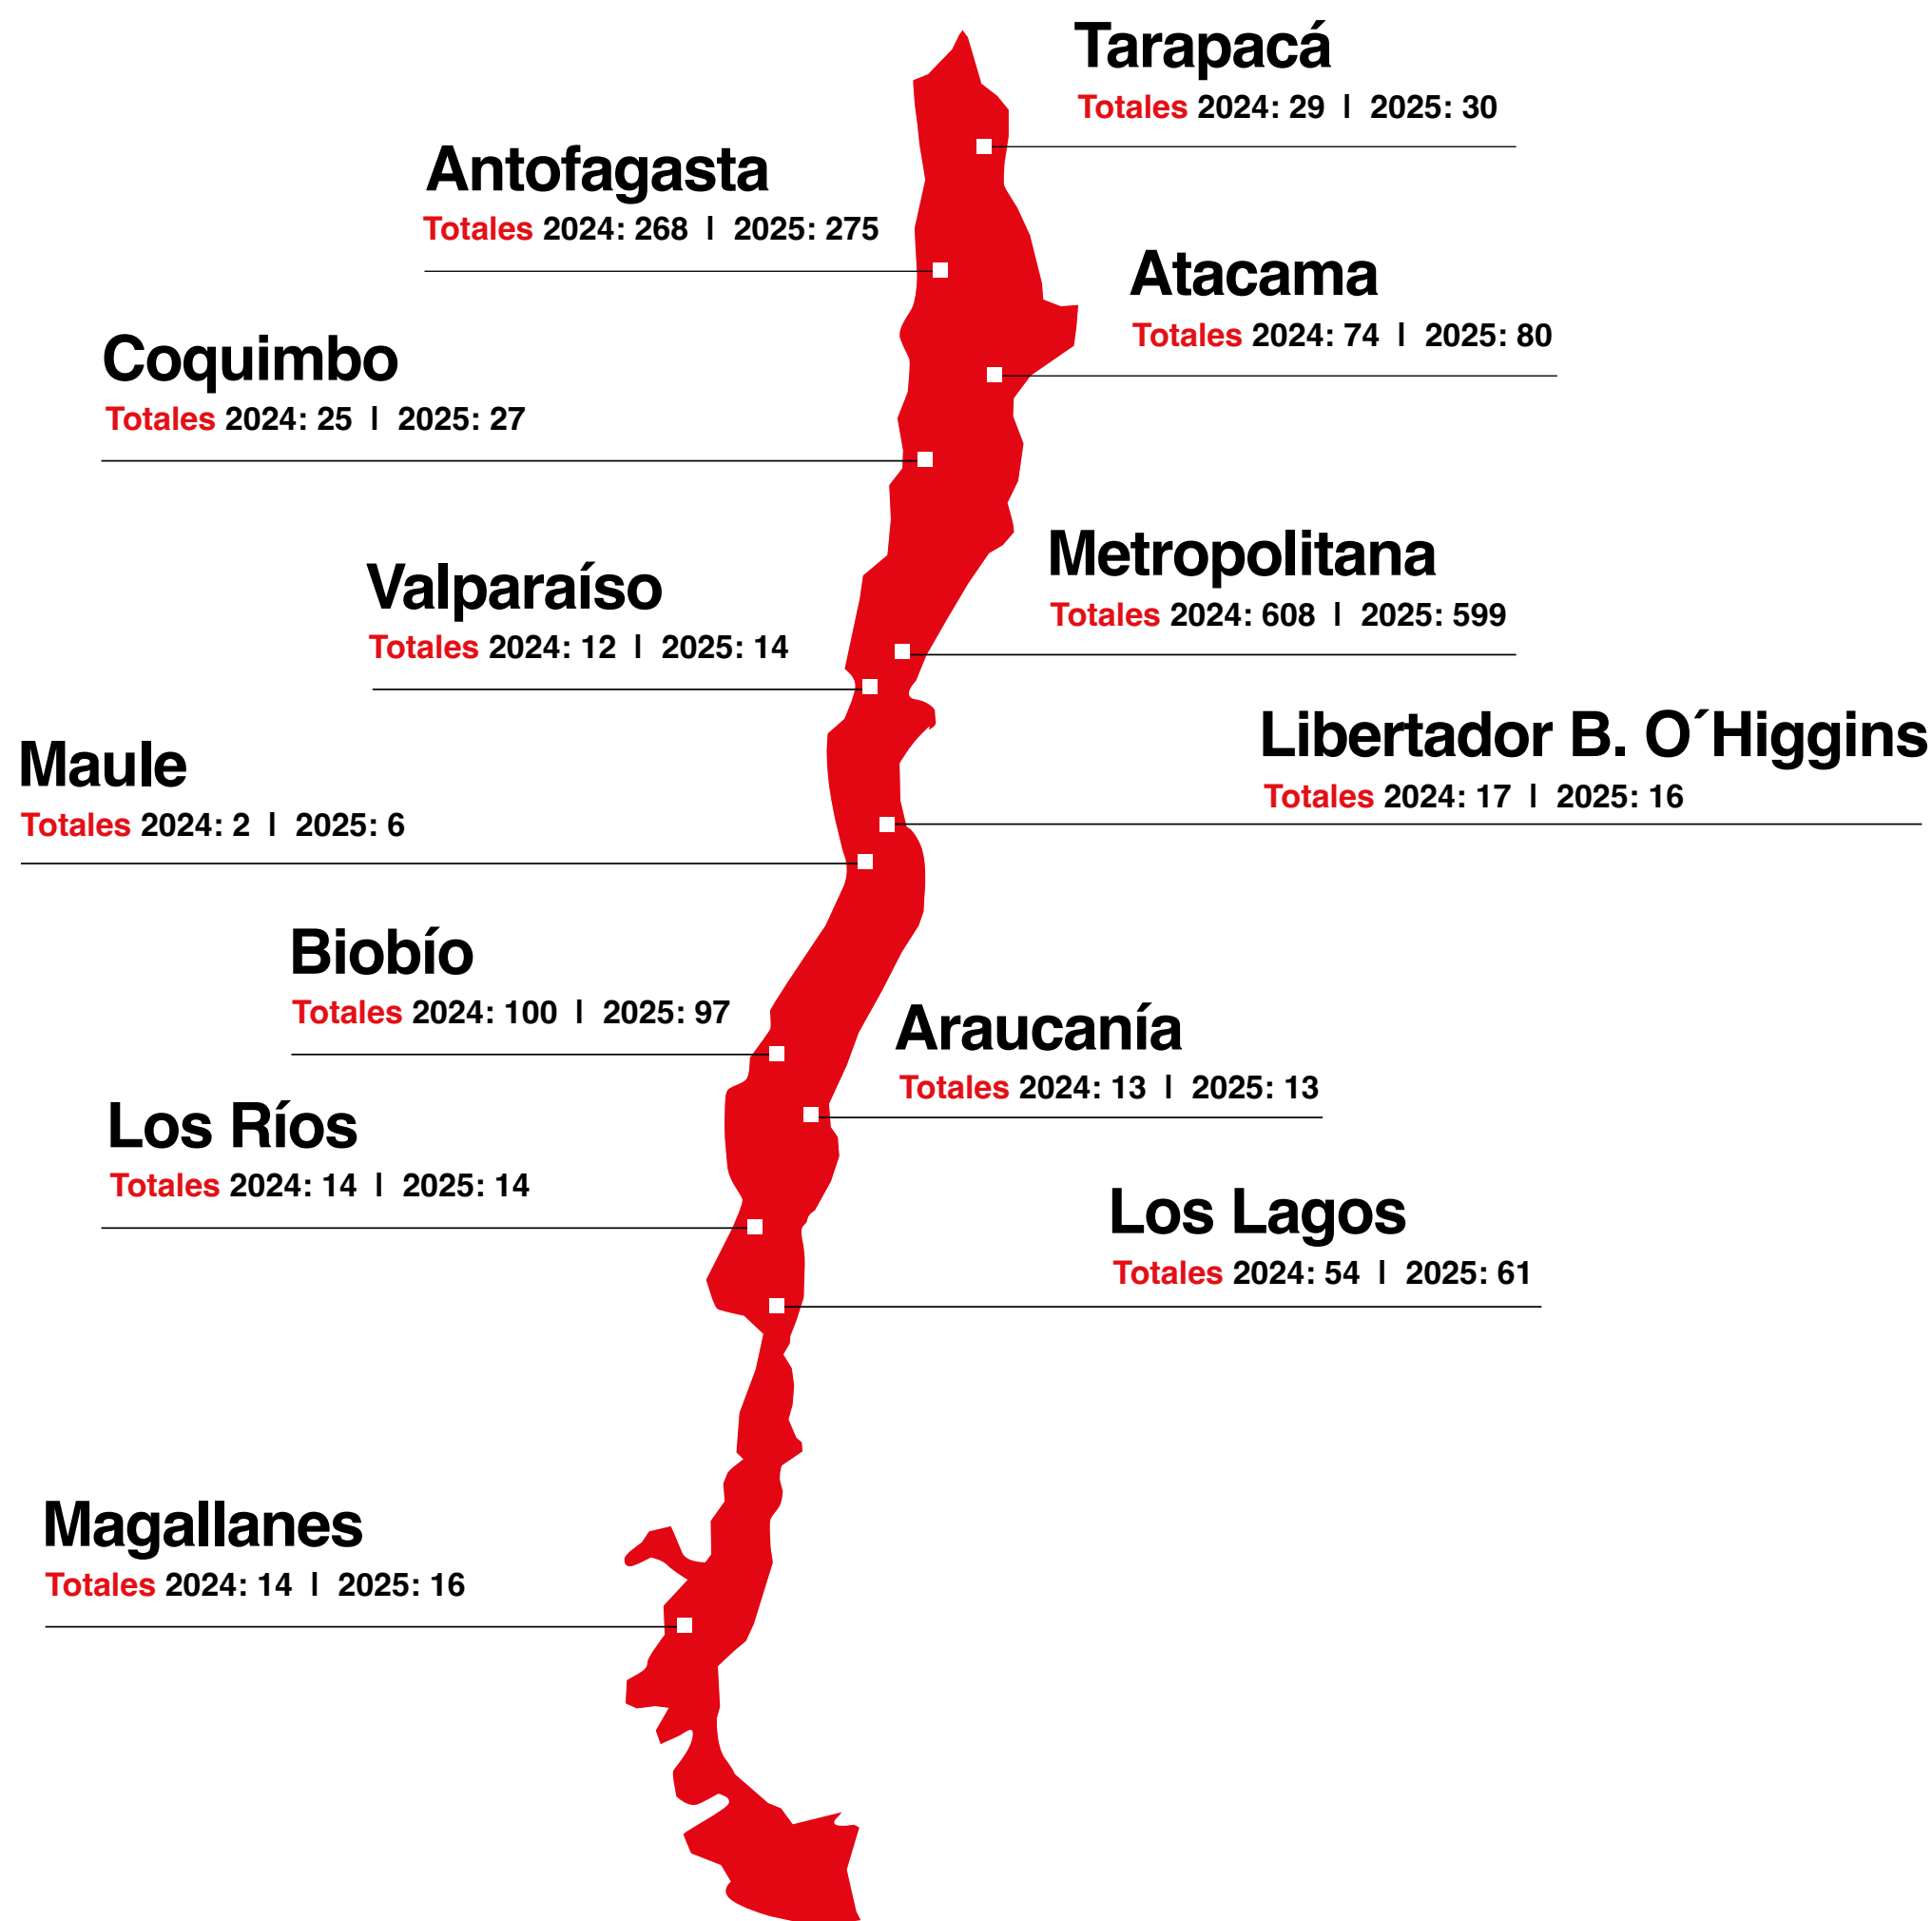 Tarapacá
Totales 2024: 29 | 2025: 30
Antofagasta
Totales 2024: 268 | 2025: 275
Atacama
Totales 2024: 74 | 2025: 80
Coquimbo
Totales 2024: 25 | 2025: 27
Metropolitana
Totales 2024: 608 | 2025: 599
Valparaíso
Totales 2024: 12 | 2025: 14
Libertador B. O´Higgins
Totales 2024: 17 | 2025: 16
Maule
Totales 2024: 2 | 2025: 6
Biobío
Totales 2024: 100 | 2025: 97
Araucanía
Totales 2024: 13 | 2025: 13
Los Ríos
Totales 2024: 14 | 2025: 14
Los Lagos
Totales 2024: 54 | 2025: 61
Magallanes
Totales 2024: 14 | 2025: 16